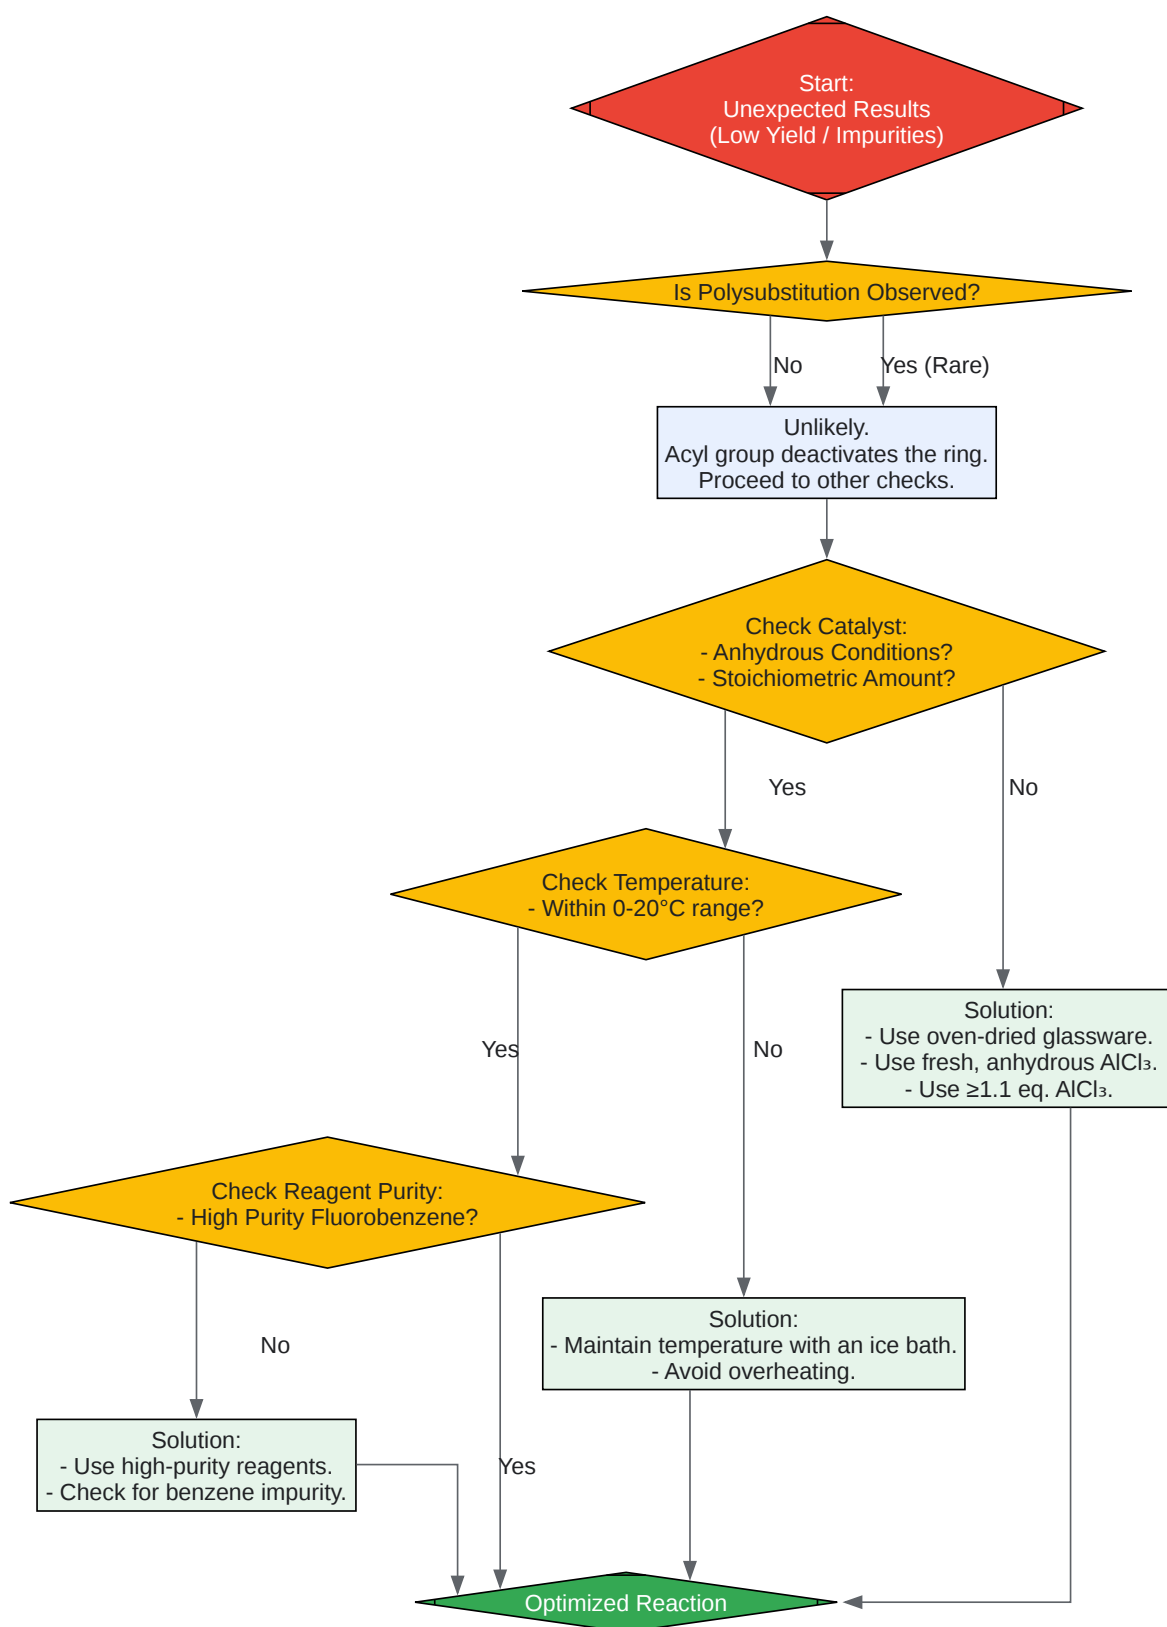 Start:
Unexpected Results
(Low Yield / Impurities)
Is Polysubstitution Observed?
No
Yes (Rare)
Unlikely.
Acyl group deactivates the ring.
Proceed to other checks.
Check Catalyst:
- Anhydrous Conditions?
- Stoichiometric Amount?
Yes
No
Check Temperature:
- Within 0-20°C range?
Yes
No
Solution:
- Use oven-dried glassware.
- Use fresh, anhydrous AlCl₃.
- Use ≥1.1 eq. AlCl₃.
Check Reagent Purity:
- High Purity Fluorobenzene?
No
Yes
Solution:
- Maintain temperature with an ice bath.
- Avoid overheating.
Solution:
- Use high-purity reagents.
- Check for benzene impurity.
Optimized Reaction